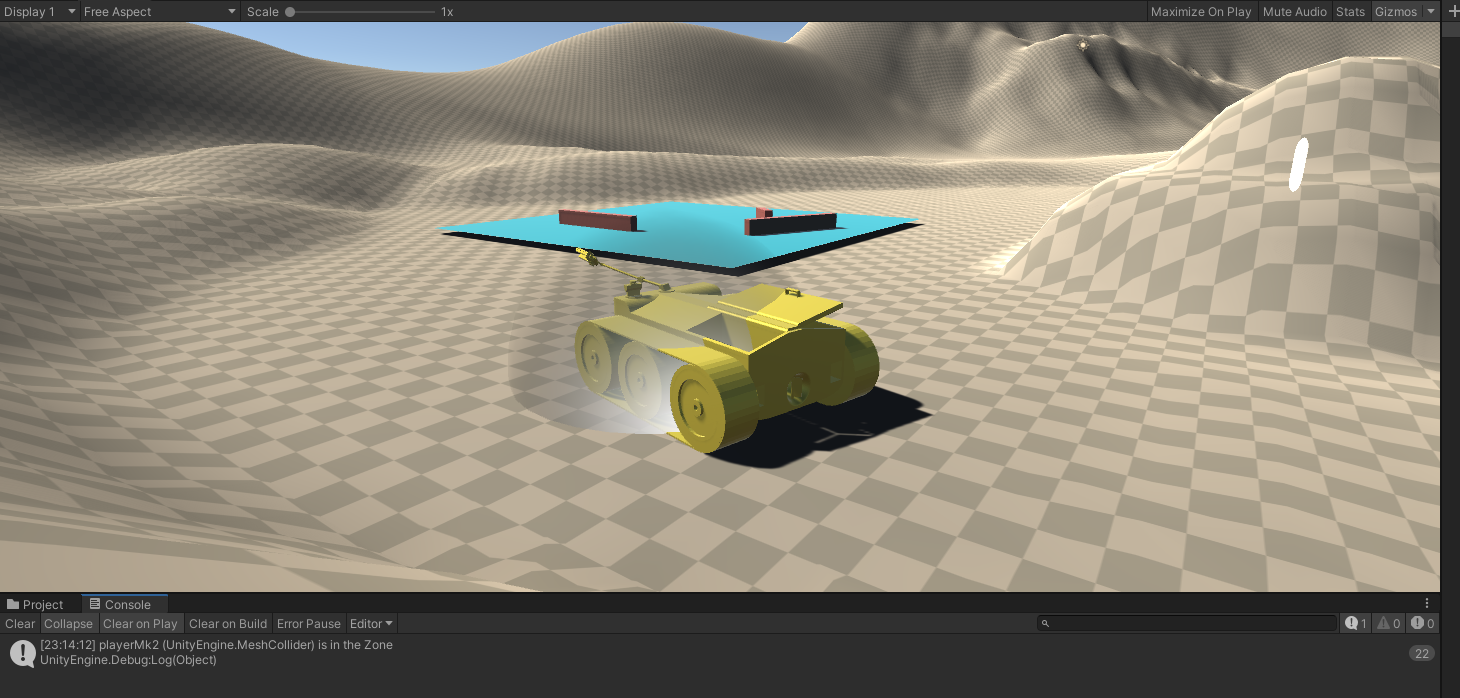 Display 1 Free Aspect Scale 1x Maximize On Play Mute Audio Stats Gizmos
Project Console
Clear Collapse Clear on Play Clear on Build Error Pause Editor 1 0 0
[23:14:12] playerMk2 (UnityEngine.MeshCollider) is in the Zone
UnityEngine.Debug:Log(Object)
22